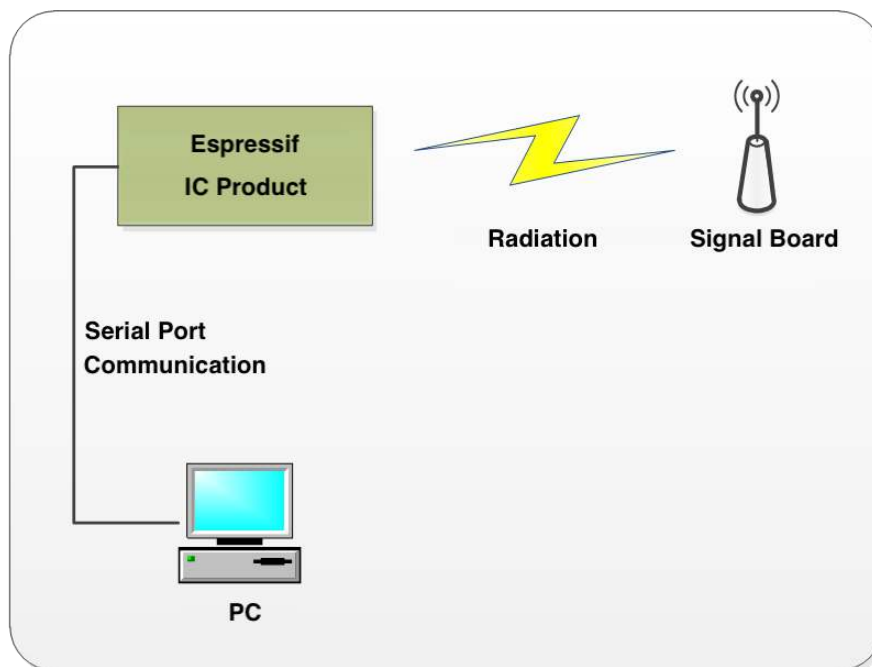 Espressif
IC Product
Radiation
Signal Board
Serial Port
Communication
PC